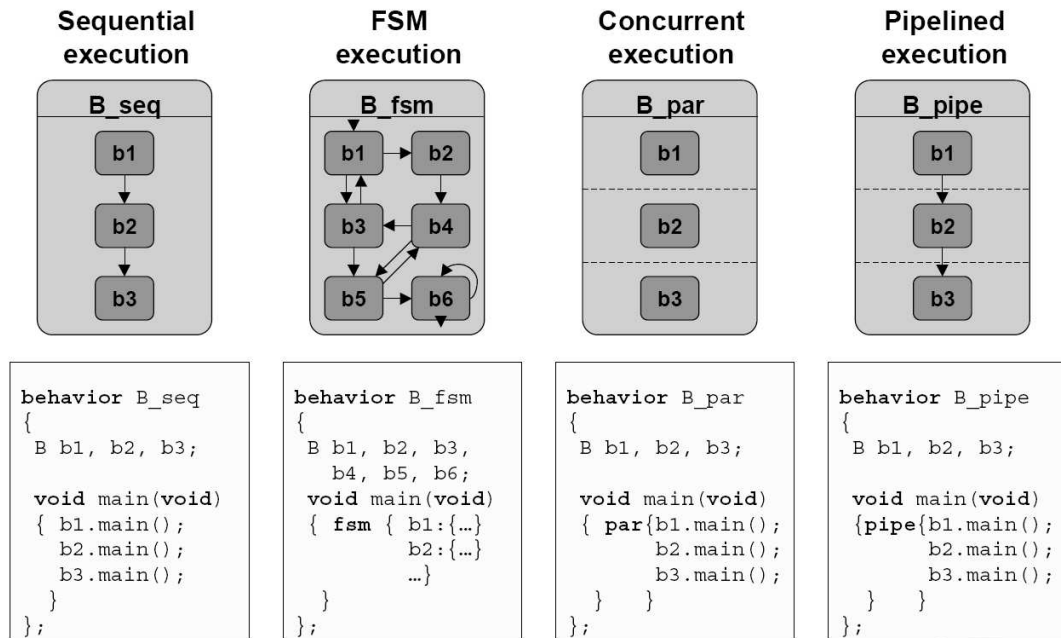 Sequential
execution
FSM
execution
Concurrent
execution
Pipelined
execution
B_seq
b1
b2
b3
B_fsm
b1
b2
b3
b4
b5
b6
B_par
b1
b2
b3
B_pipe
b1
b2
b3
behavior B_seq
{
B b1, b2, b3;
void main(void)
{ b1.main();
b2.main();
b3.main();
}
};
behavior B_fsm
{
B b1, b2, b3,
b4, b5, b6;
void main(void)
{ fsm { b1:{…}
b2:{…}
…}
}
};
behavior B_par
{
B b1, b2, b3;
void main(void)
{ par{b1.main();
b2.main();
b3.main();
} }
};
behavior B_pipe
{
B b1, b2, b3;
void main(void)
{pipe{b1.main();
b2.main();
b3.main();
} }
};